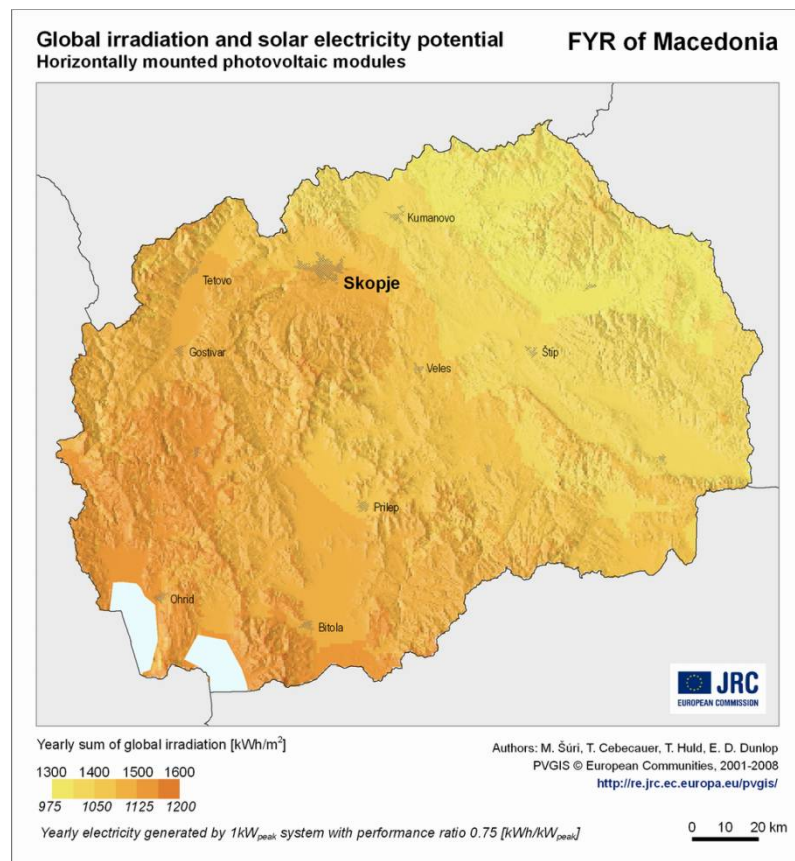 Global irradiation and solar electricity potential
Horizontally mounted photovoltaic modules
FYR of Macedonia
Kumanovo
Tetovo
Skopje
Gostivar
Štip
Veles
Prilep
Ohrid
Bitola
JRC
EUROPEAN COMMISSION
Yearly sum of global irradiation [kWh/m²]
1300 1400 1500 1600
975 1050 1125 1200
Yearly electricity generated by 1kWpeak system with performance ratio 0.75 [kWh/kWpeak]
Authors: M. Šúri, T. Cebecauer, T. Huld, E. D. Dunlop
PVGIS © European Communities, 2001-2008
http://re.jrc.ec.europa.eu/pvgis/
0 10 20 km